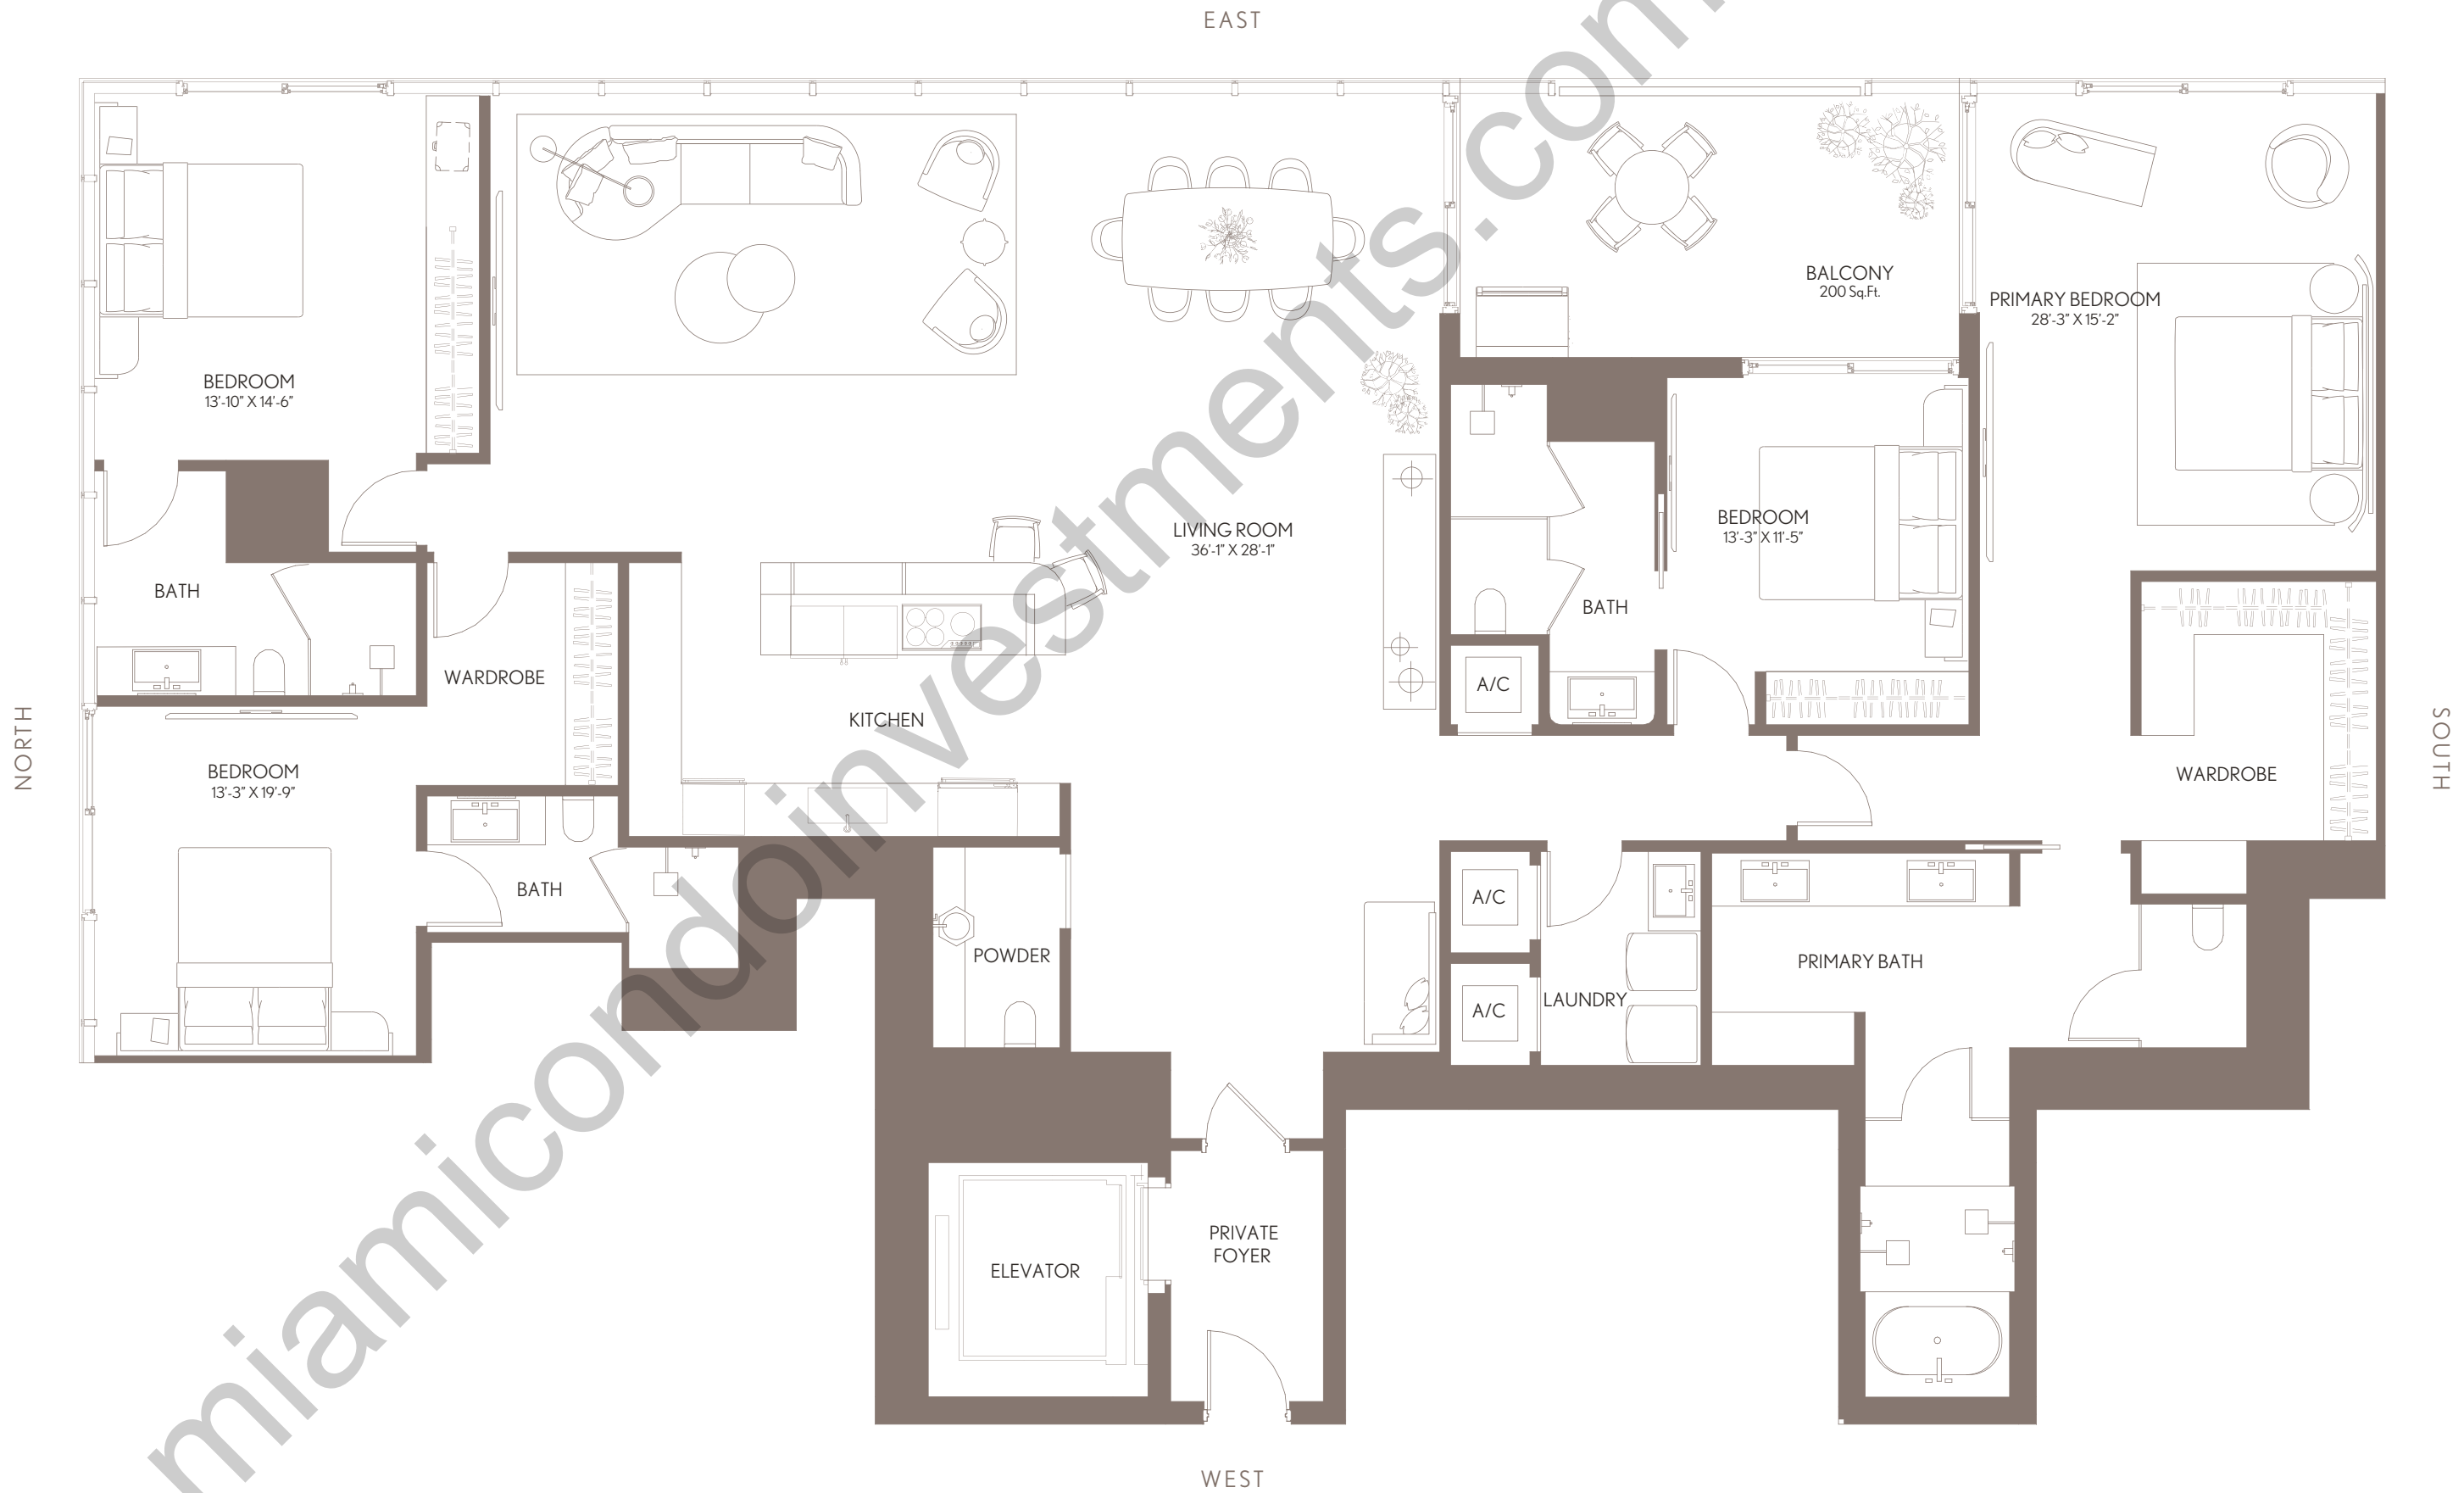 EAST
BALCONY
200 Sq.Ft.
PRIMARY BEDROOM
28'-3" X 15'-2"
BEDROOM
13'-10" X 14'-6"
LIVING ROOM
36'-1" X 28'-1"
BEDROOM
13'-3" X 11'-5"
BATH
BATH
WARDROBE
A/C
KITCHEN
NORTH
SOUTH
BEDROOM
13'-3" X 19'-9"
WARDROBE
BATH
A/C
POWDER
PRIMARY BATH
A/C
LAUNDRY
PRIVATE
FOYER
ELEVATOR
WEST
miamicondoinvestments.com